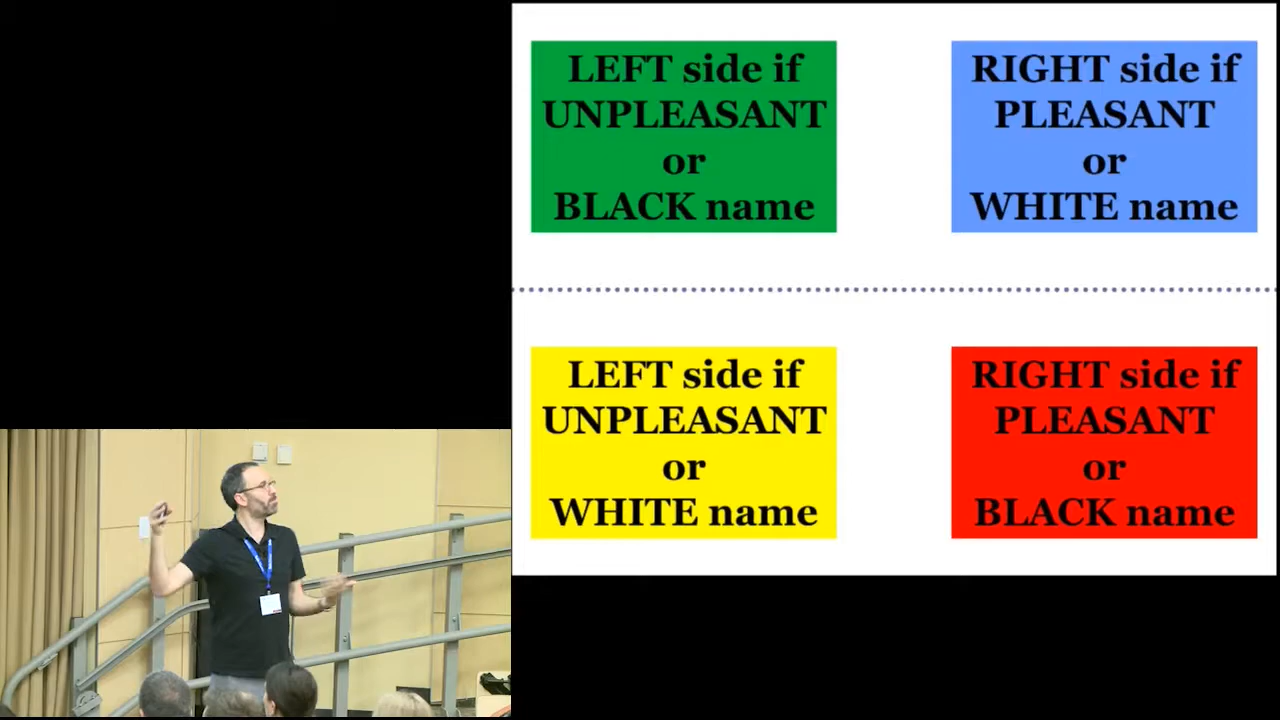 LEFT side if
UNPLEASANT
or
BLACK name
RIGHT side if
PLEASANT
or
WHITE name
LEFT side if
UNPLEASANT
or
WHITE name
RIGHT side if
PLEASANT
or
BLACK name